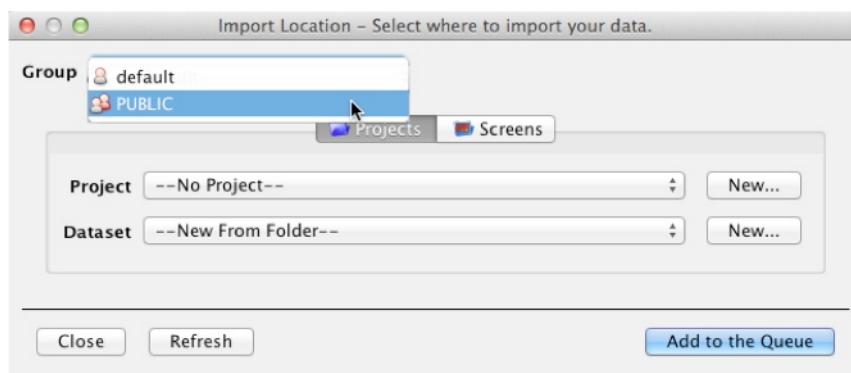 Import Location – Select where to import your data.
Group
default
PUBLIC
Projects Screens
Project --No Project-- New...
Dataset --New From Folder-- New...
Close Refresh Add to the Queue